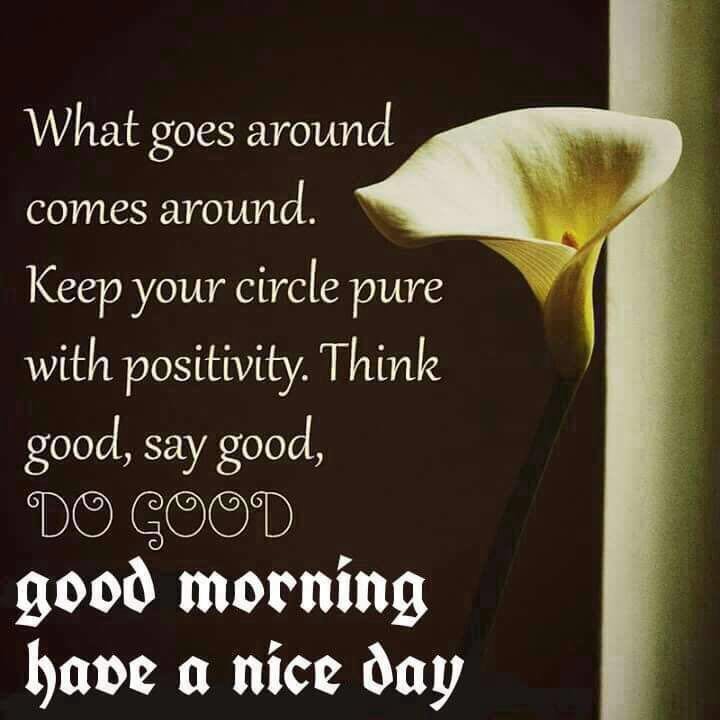 What goes around
comes around.
Keep your circle pure
with positivity. Think
good, say good,
DO GOOD
good morning
have a nice day